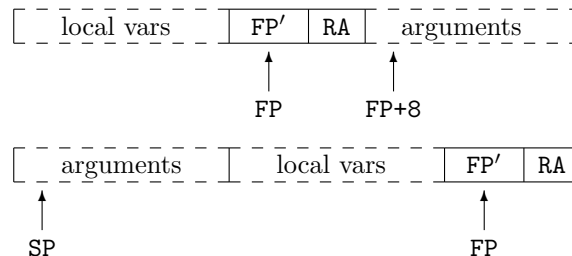 local vars FP′ RA arguments
FP FP+8
arguments local vars FP′ RA
SP FP